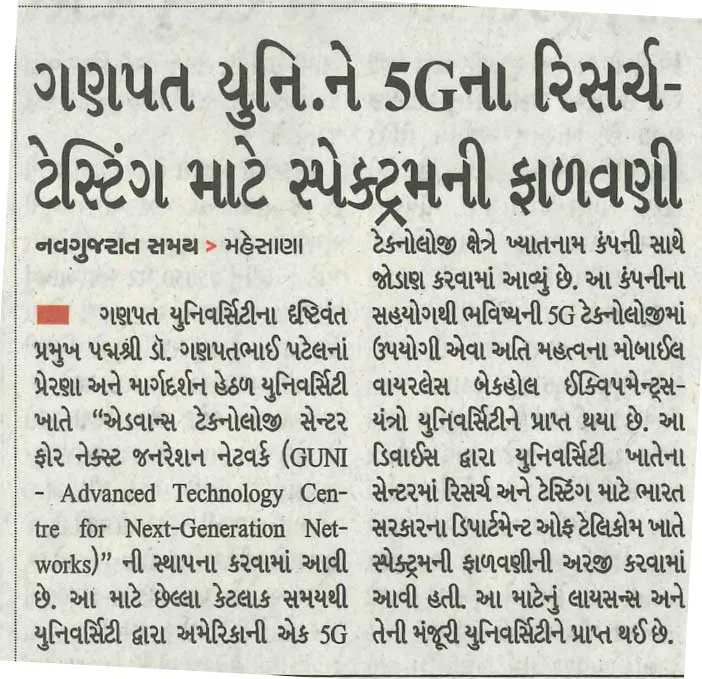 ગણપત યુનિ.ને 5Gના રિસર્ચ-
ટેસ્ટિંગ માટે સ્પેક્ટ્રમની ફાળવણી
નવગુજરાત સમય > મહેસાણા
ગણપત યુનિવર્સિટીના દૃષ્ટિવંત
પ્રમુખ પદ્મશ્રી ડૉ. ગણપતભાઈ પટેલનાં
પ્રેરણા અને માર્ગદર્શન હેઠળ યુનિવર્સિટી
ખાતે “એડવાન્સ ટેકનોલોજી સેન્ટર
ફોર નેક્સ્ટ જનરેશન નેટવર્ક (GUNI
- Advanced Technology Cen-
tre for Next-Generation Net-
works)” ની સ્થાપના કરવામાં આવી
છે. આ માટે છેલ્લા કેટલાક સમયથી
યુનિવર્સિટી દ્વારા અમેરિકાની એક 5G
ટેકનોલોજી ક્ષેત્રે ખ્યાતનામ કંપની સાથે
જોડાણ કરવામાં આવ્યું છે. આ કંપનીના
સહયોગથી ભવિષ્યની 5G ટેકનોલોજીમાં
ઉપયોગી એવા અતિ મહત્વના મોબાઈલ
વાયરલેસ બેકહોલ ઈક્વિપમેન્ટ્સ-
યંત્રો યુનિવર્સિટીને પ્રાપ્ત થયા છે. આ
ડિવાઈસ દ્વારા યુનિવર્સિટી ખાતેના
સેન્ટરમાં રિસર્ચ અને ટેસ્ટિંગ માટે ભારત
સરકારના ડિપાર્ટમેન્ટ ઓફ ટેલિકોમ ખાતે
સ્પેક્ટ્રમની ફાળવણીની અરજી કરવામાં
આવી હતી. આ માટેનું લાયસન્સ અને
તેની મંજૂરી યુનિવર્સિટીને પ્રાપ્ત થઈ છે.